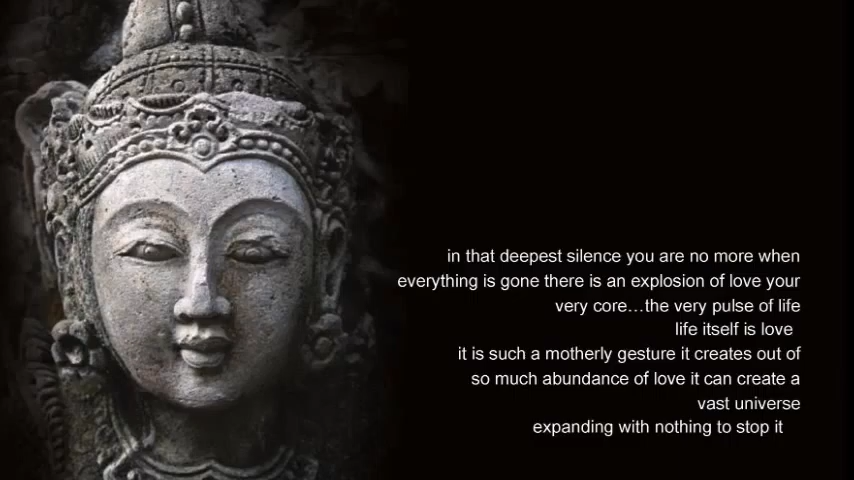 in that deepest silence you are no more when
everything is gone there is an explosion of love your
very core…the very pulse of life
life itself is love
it is such a motherly gesture it creates out of
so much abundance of love it can create a
vast universe
expanding with nothing to stop it